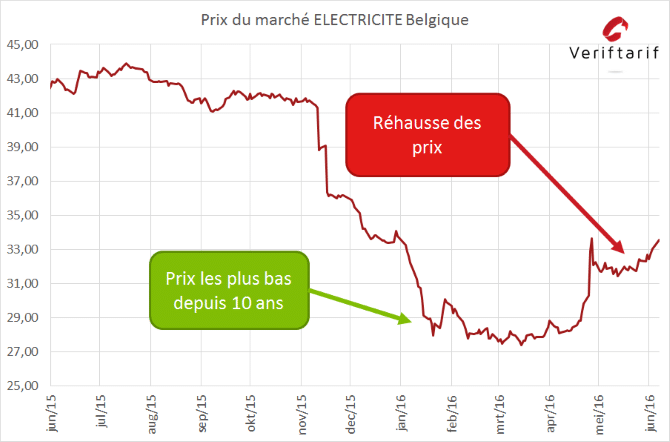 Prix du marché ELECTRICITE Belgique
Veriftarif
45,00
43,00
41,00
39,00
37,00
35,00
33,00
31,00
29,00
27,00
25,00
Réhausse des
prix
Prix les plus bas
depuis 10 ans
jun/15
jul/15
aug/15
sep/15
okt/15
nov/15
dec/15
jan/16
feb/16
mrt/16
apr/16
mei/16
jun/16